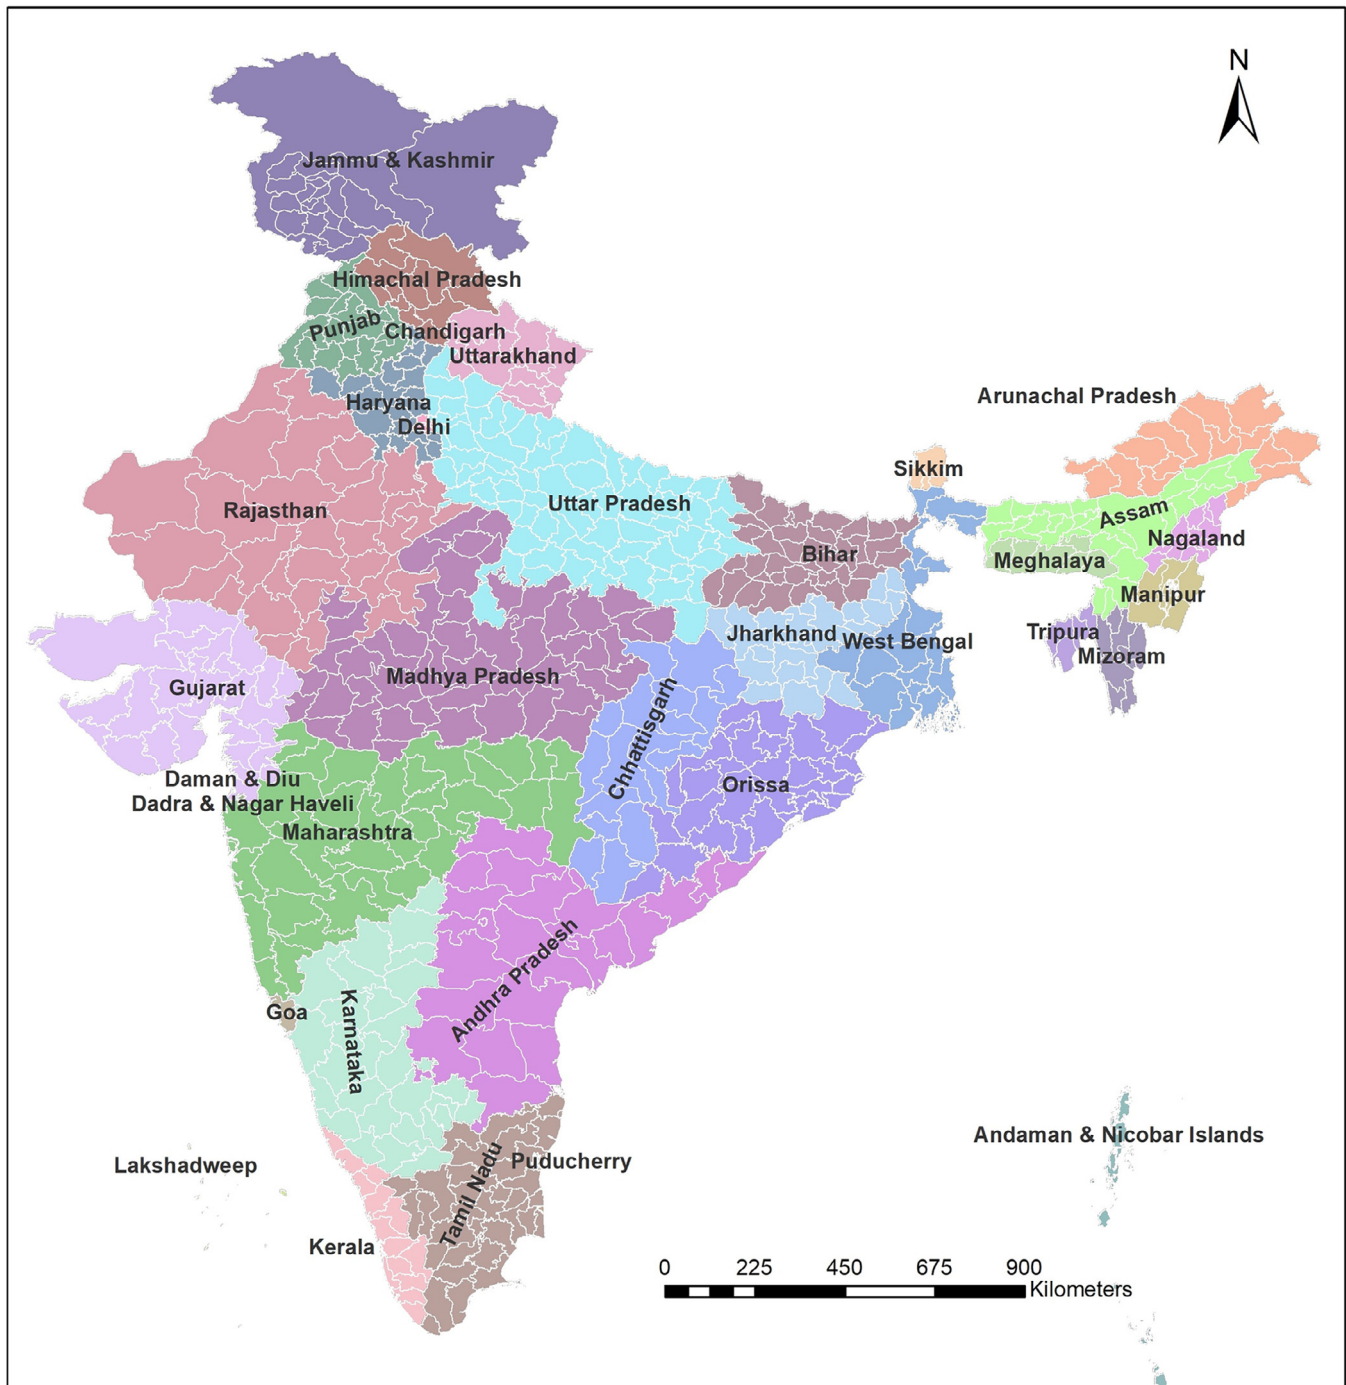 N
Jammu & Kashmir
Himachal Pradesh
Punjab
Chandigarh
Uttarakhand
Haryana
Delhi
Arunachal Pradesh
Sikkim
Rajasthan
Uttar Pradesh
Assam
Nagaland
Bihar
Meghalaya
Manipur
Jharkhand
West Bengal
Tripura
Mizoram
Gujarat
Madhya Pradesh
Chhattisgarh
Daman & Diu
Dadra & Nagar Haveli
Orissa
Maharashtra
Andhra Pradesh
Goa
Karnataka
Andaman & Nicobar Islands
Lakshadweep
Puducherry
Tamil Nadu
Kerala
0 225 450 675 900
Kilometers